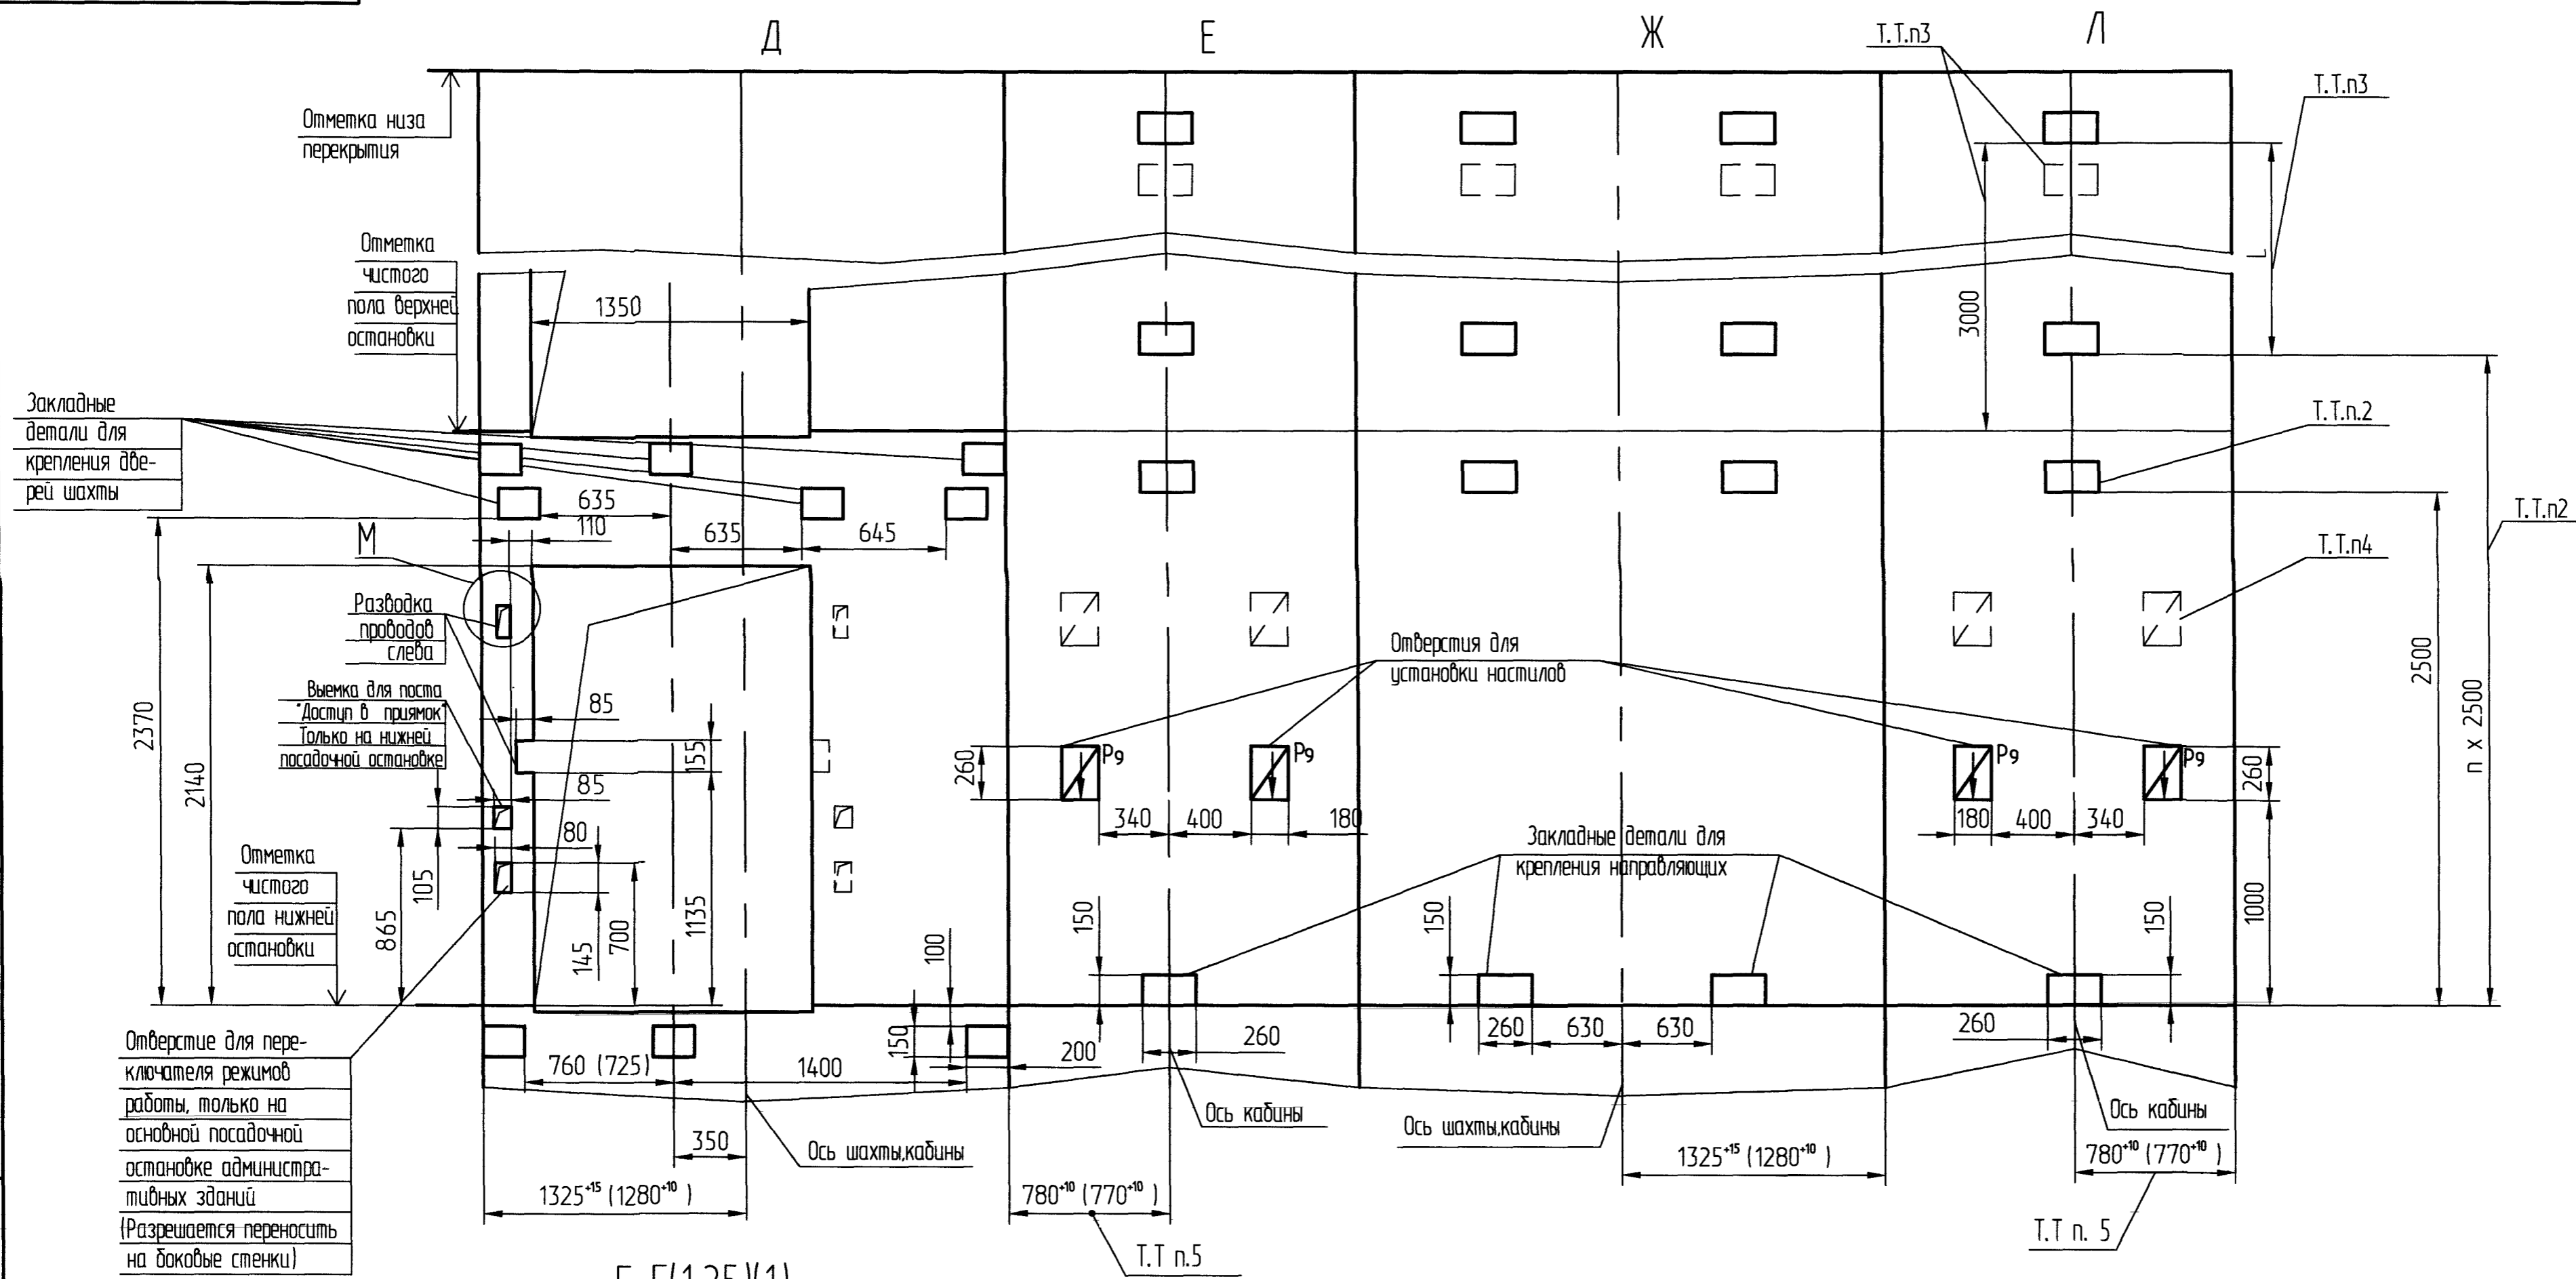 Д
Е
Ж
Л
Т.Т.п3
Т.Т.п3
Отметка низа
перекрытия
Отметка
чистого
пола верхней
остановки
1350
3000
L
Закладные
детали для
крепления две-
рей шахты
Т.Т.п.2
635
110
635
645
М
Т.Т.п2
Т.Т.п4
Разводка
проводов
слева
Отверстия для
установки настилов
2370
2140
Выемка для поста
"Доступ в приямок"
Только на нижней
посадочной остановке
85
155
85
80
105
865
145
700
1135
260
Р9
Р9
Р9
Р9
340
400
180
180
400
340
260
1000
2500
n x 2500
Отметка
чистого
пола нижней
остановки
Закладные детали для
крепления направляющих
100
150
150
150
150
260
630
630
260
260
200
760 (725)
1400
Отверстие для пере-
ключателя режимов
работы, только на
основной посадочной
остановке администра-
тивных зданий
(Разрешается переносить
на боковые стенки)
350
Ось шахты,кабины
Ось кабины
Ось шахты,кабины
Ось кабины
1325+15 (1280+10 )
780+10 (770+10 )
1325+15 (1280+10 )
780+10 (770+10 )
Т.Т п.5
Т.Т п. 5